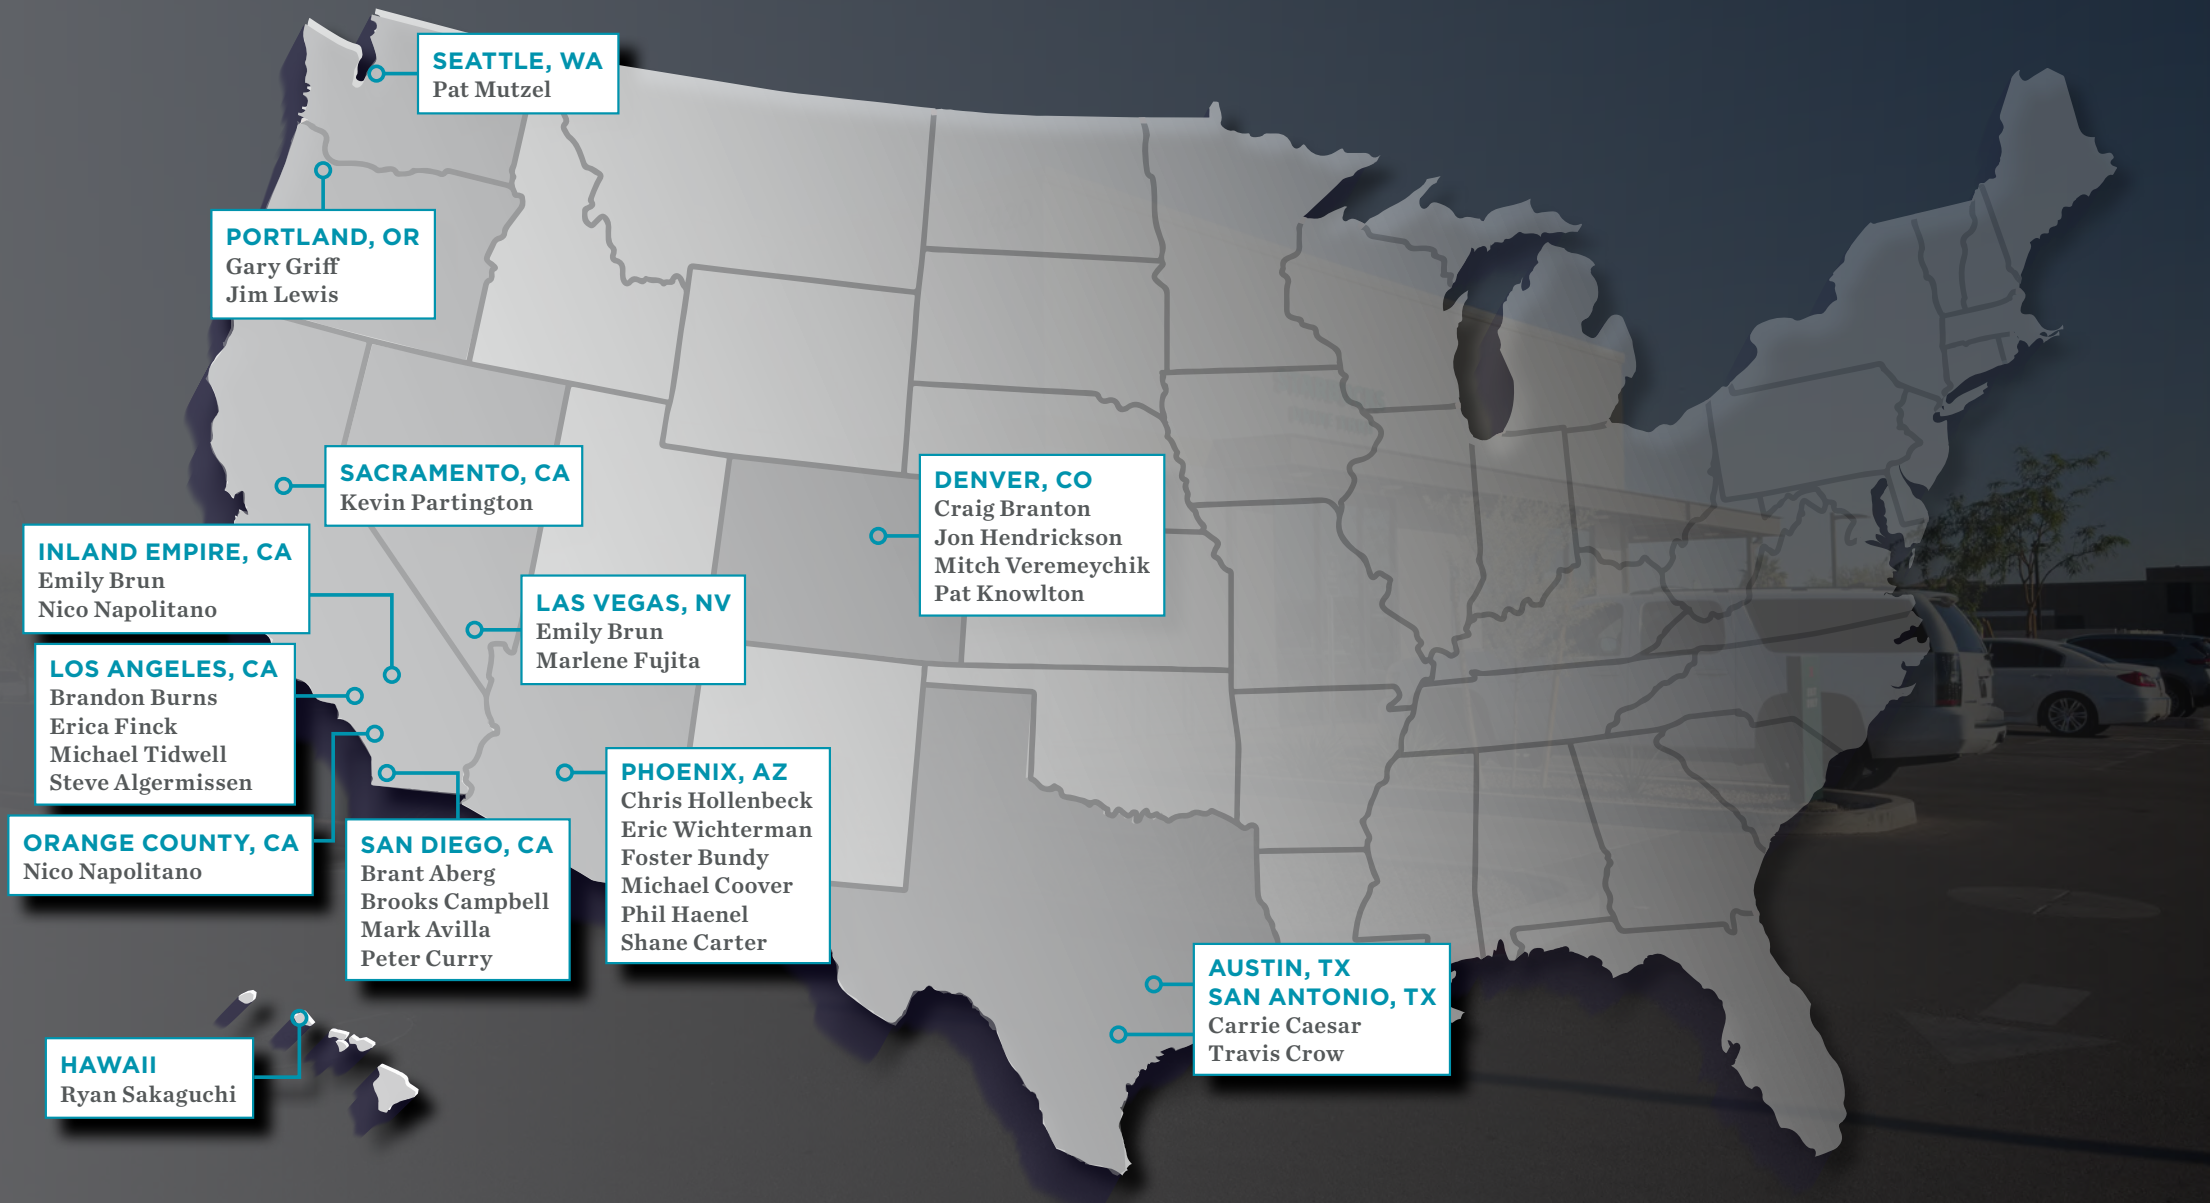 SEATTLE, WA
Pat Mutzel
PORTLAND, OR
Gary Griff
Jim Lewis
SACRAMENTO, CA
Kevin Partington
INLAND EMPIRE, CA
Emily Brun
Nico Napolitano
LOS ANGELES, CA
Brandon Burns
Erica Finck
Michael Tidwell
Steve Algermissen
ORANGE COUNTY, CA
Nico Napolitano
SAN DIEGO, CA
Brant Aberg
Brooks Campbell
Mark Avilla
Peter Curry
LAS VEGAS, NV
Emily Brun
Marlene Fujita
PHOENIX, AZ
Chris Hollenbeck
Eric Wichterman
Foster Bundy
Michael Coover
Phil Haenel
Shane Carter
DENVER, CO
Craig Branton
Jon Hendrickson
Mitch Veremeychik
Pat Knowlton
AUSTIN, TX
SAN ANTONIO, TX
Carrie Caesar
Travis Crow
HAWAII
Ryan Sakaguchi